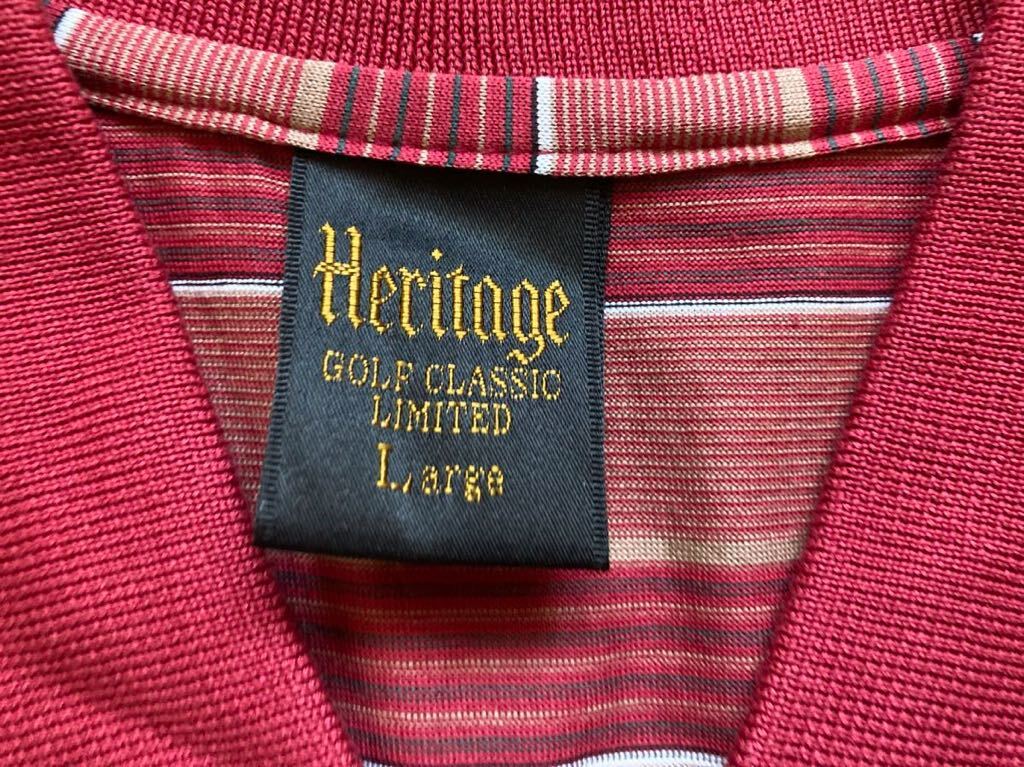 Heritage
GOLF CLASSIC
LIMITED
Large